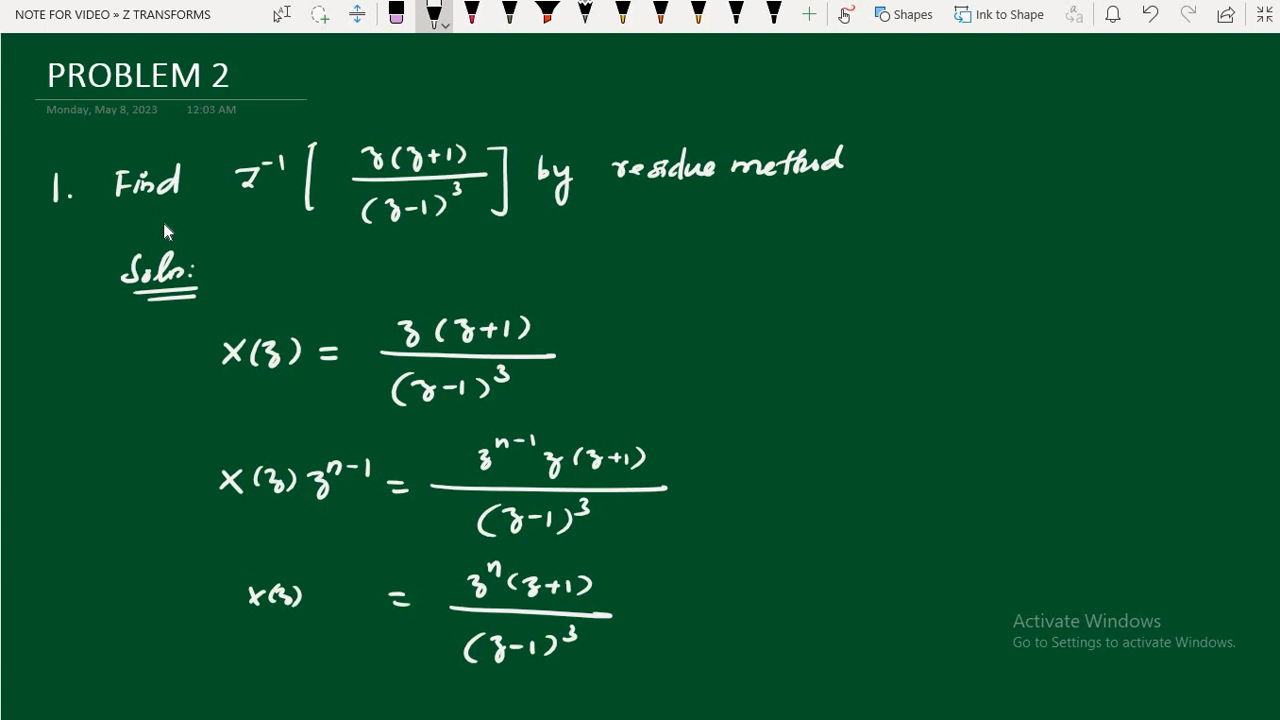 NOTE FOR VIDEO » Z TRANSFORMS
Shapes
Ink to Shape
PROBLEM 2
Monday, May 8, 2023 12:03 AM
1. Find Z⁻¹ [ z(z+1) / (z-1)³ ] by residue method
Soln:
X(z) = z(z+1) / (z-1)³
X(z) zⁿ⁻¹ = zⁿ⁻¹ z(z+1) / (z-1)³
X(z) = zⁿ(z+1) / (z-1)³
Activate Windows
Go to Settings to activate Windows.